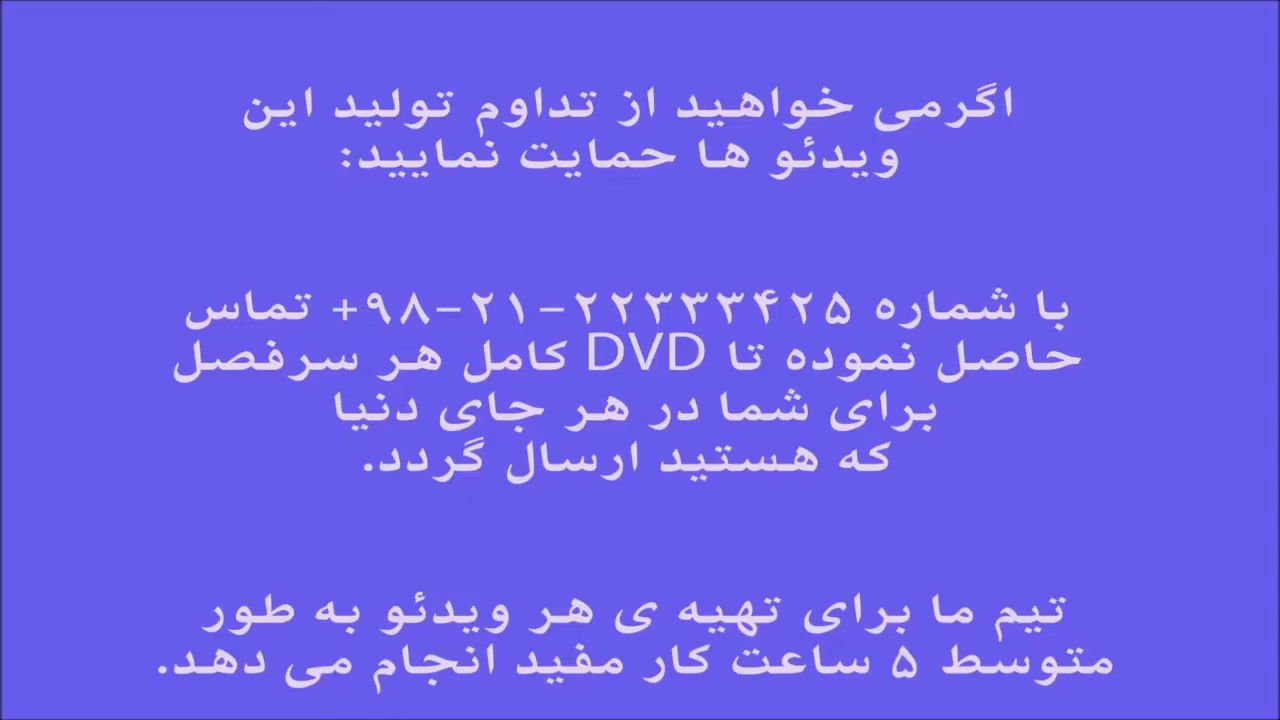 اگرمی خواهید از تداوم تولید این
ویدئو ها حمایت نمایید:
با شماره ۲۲۳۳۳۴۲۵-۲۱-۹۸+ تماس
حاصل نموده تا DVD کامل هر سرفصل
برای شما در هر جای دنیا
که هستید ارسال گردد.
تیم ما برای تهیه ی هر ویدئو به طور
متوسط ۵ ساعت کار مفید انجام می دهد.